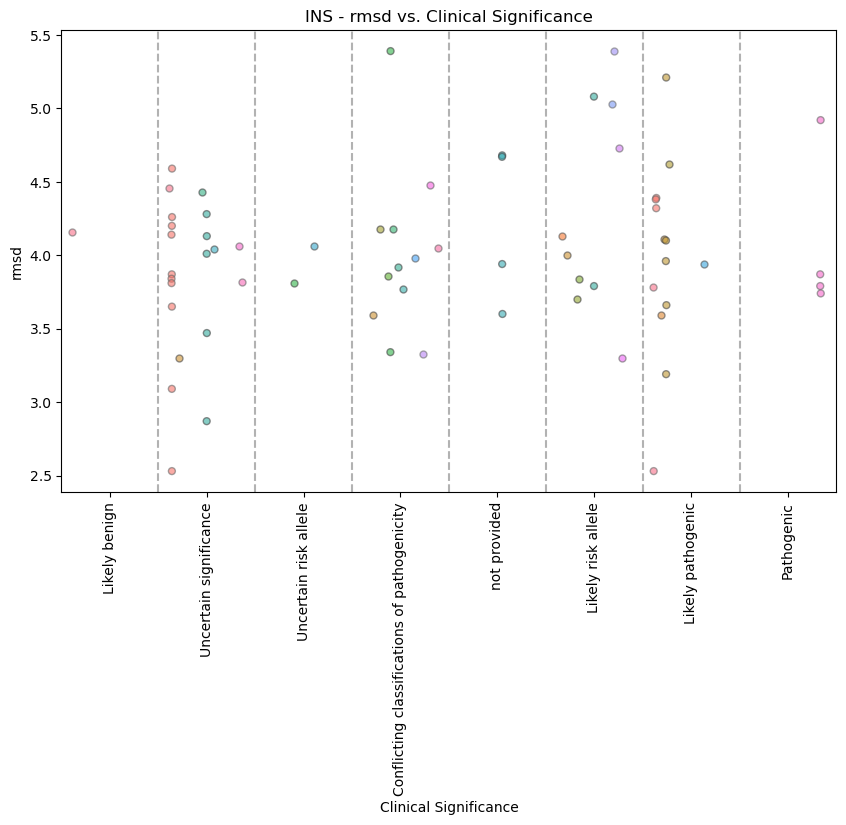 INS - rmsd vs. Clinical Significance
rmsd
5.5
5.0
4.5
4.0
3.5
3.0
2.5
Likely benign
Uncertain significance
Uncertain risk allele
Conflicting classifications of pathogenicity
not provided
Likely risk allele
Likely pathogenic
Pathogenic
Clinical Significance